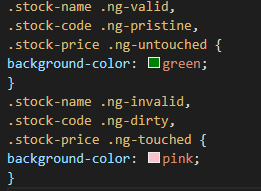 .stock-name .ng-valid,
.stock-code .ng-pristine,
.stock-price .ng-untouched {
background-color: green;
}
.stock-name .ng-invalid,
.stock-code .ng-dirty,
.stock-price .ng-touched {
background-color: pink;
}